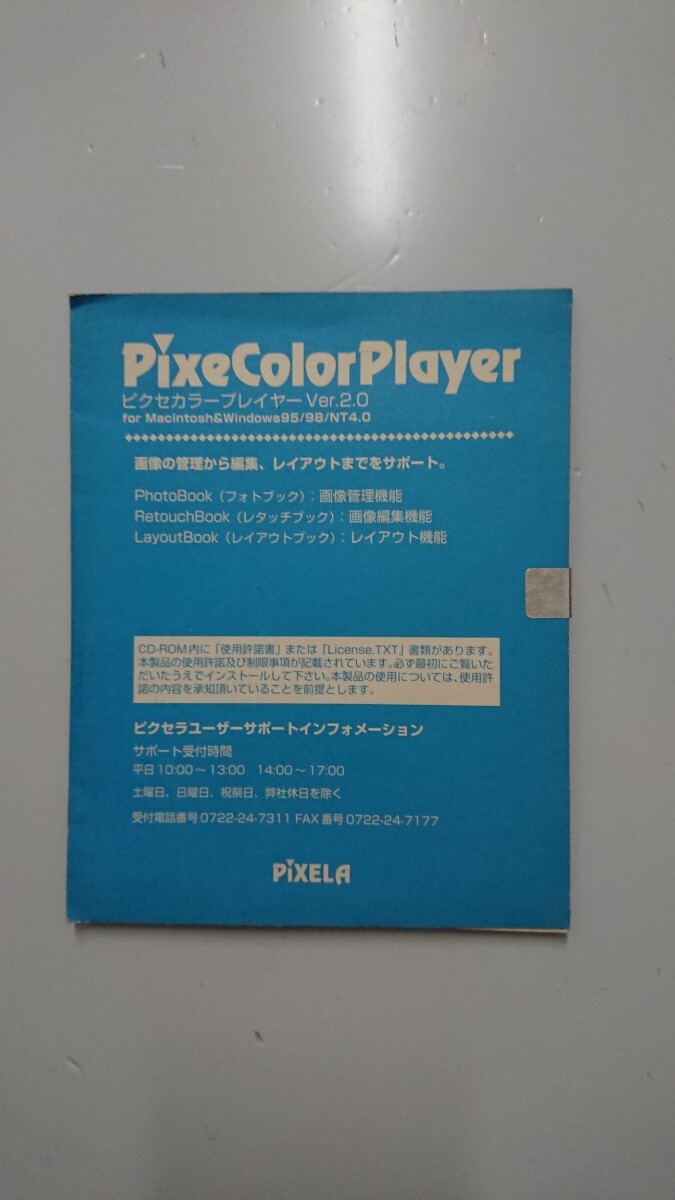 PixeColorPlayer
ピクセカラープレイヤー Ver.2.0
for Macintosh&Windows95/98/NT4.0
画像の管理から編集、レイアウトまでをサポート。
PhotoBook（フォトブック）：画像管理機能
RetouchBook（レタッチブック）：画像編集機能
LayoutBook（レイアウトブック）：レイアウト機能
CD-ROM内に「使用許諾書」または「License.TXT」書類があります。
本製品の使用許諾及び制限事項が記載されています。必ず最初にご覧いた
だいたうえでインストールして下さい。本製品の使用については、使用許
諾の内容を承知頂いていることを前提とします。
ピクセラユーザーサポートインフォメーション
サポート受付時間
平日 10:00～13:00 14:00～17:00
土曜日、日曜日、祝祭日、弊社休日を除く
受付電話番号 0722-24-7311 FAX 番号 0722-24-7177
PIXELA